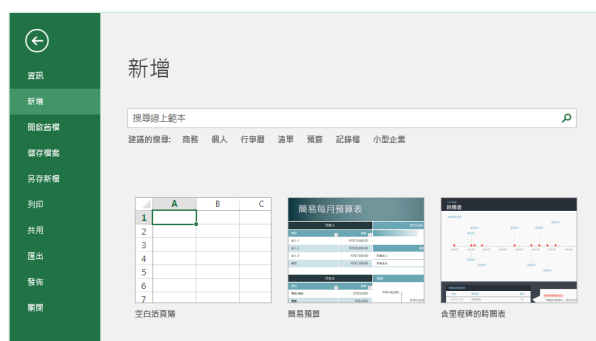 新增
資訊
新增
開啟舊檔
儲存檔案
另存新檔
列印
共用
匯出
發佈
關閉
搜尋線上範本
建議的搜尋: 商務 個人 行事曆 清單 預算 記錄檔 小型企業
A B C
1
2
3
4
5
6
7
空白活頁簿
簡易每月預算表
簡易預算
時間表
含里程碑的時間表